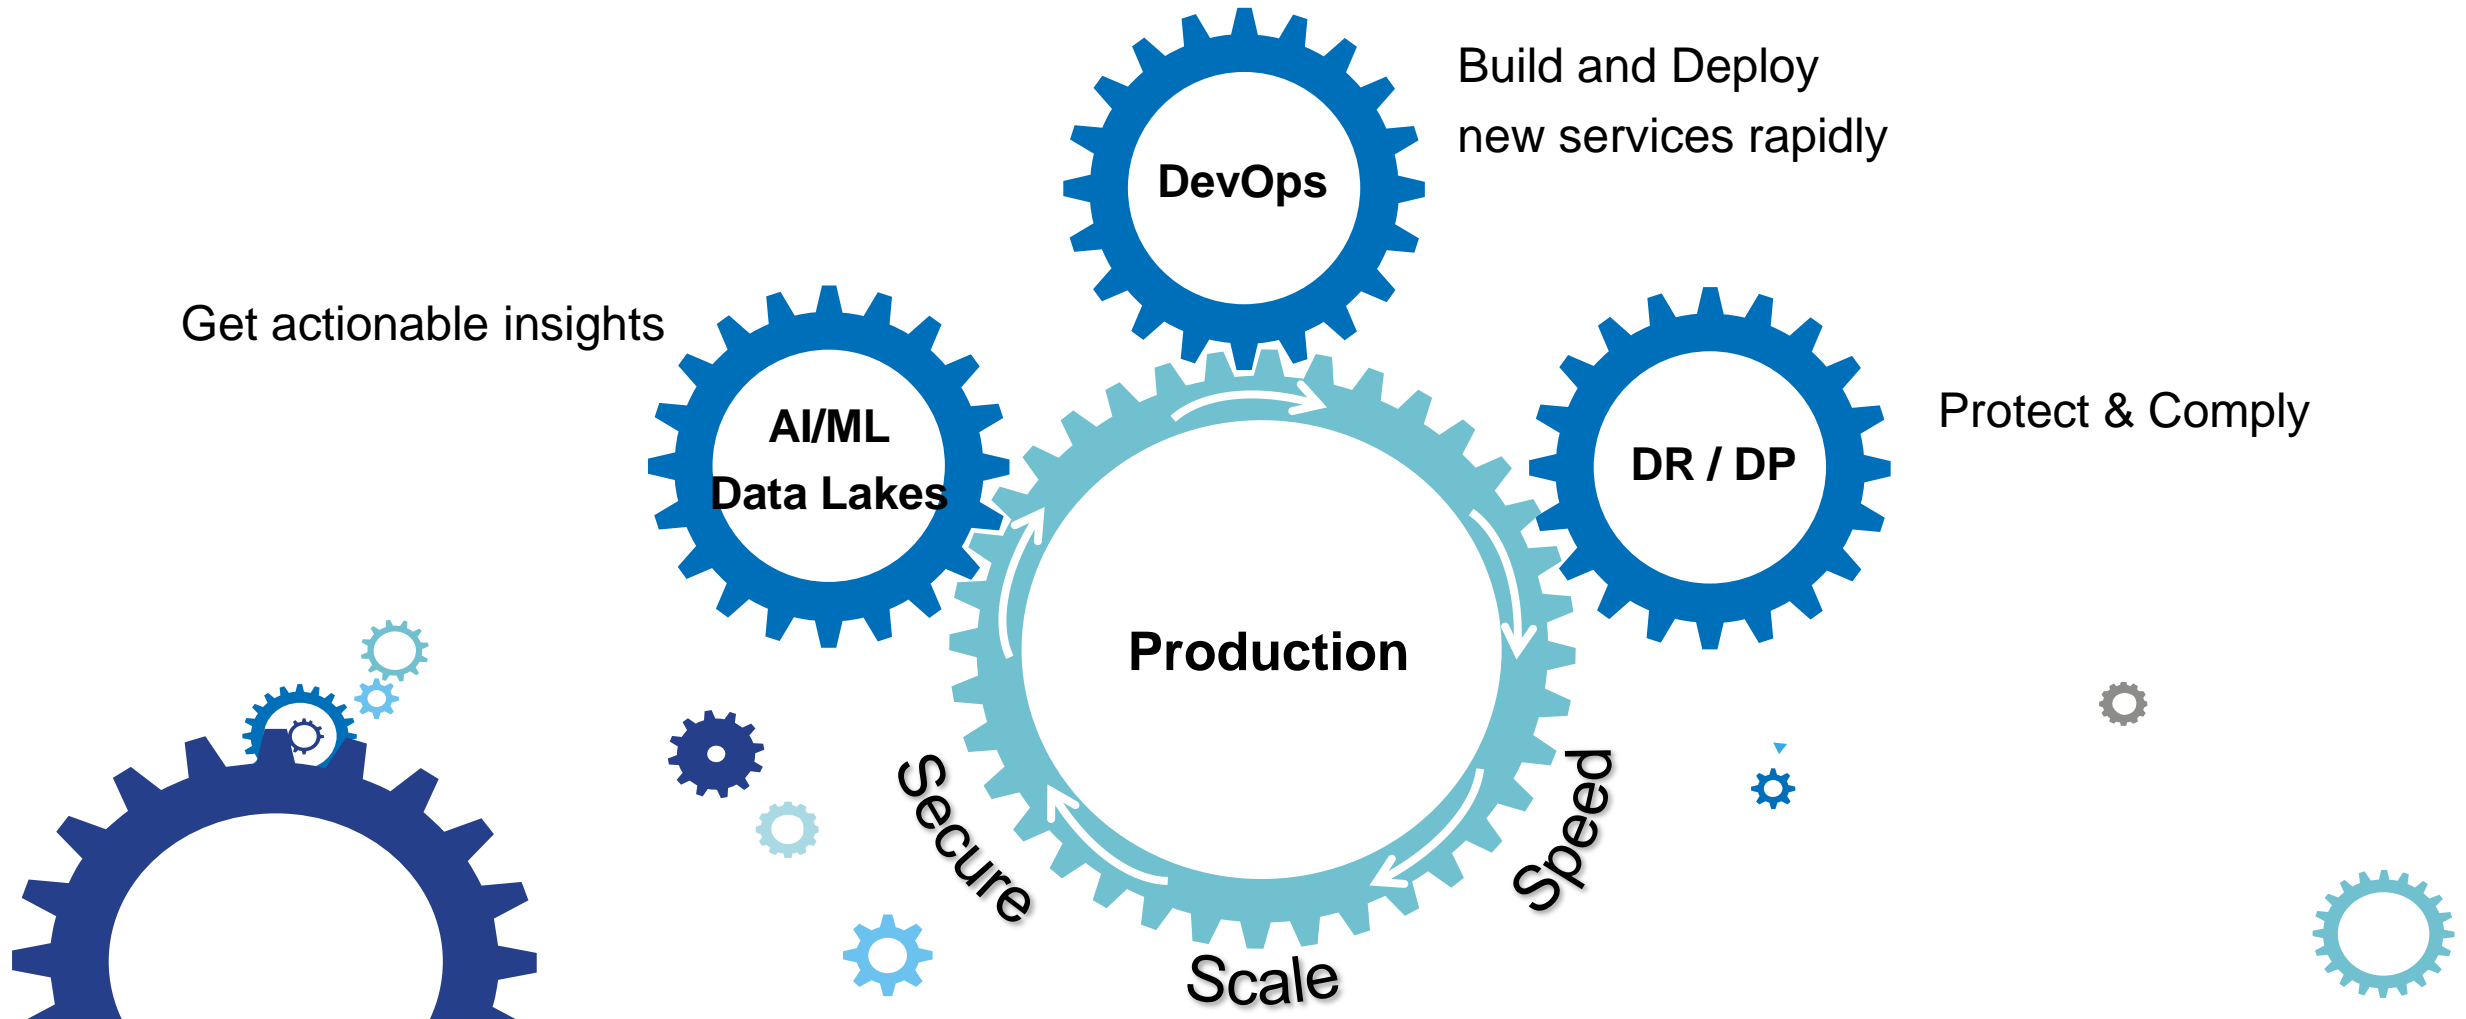 Build and Deploy
new services rapidly
DevOps
Get actionable insights
AI/ML
Data Lakes
DR / DP
Protect & Comply
Production
Secure
Speed
Scale